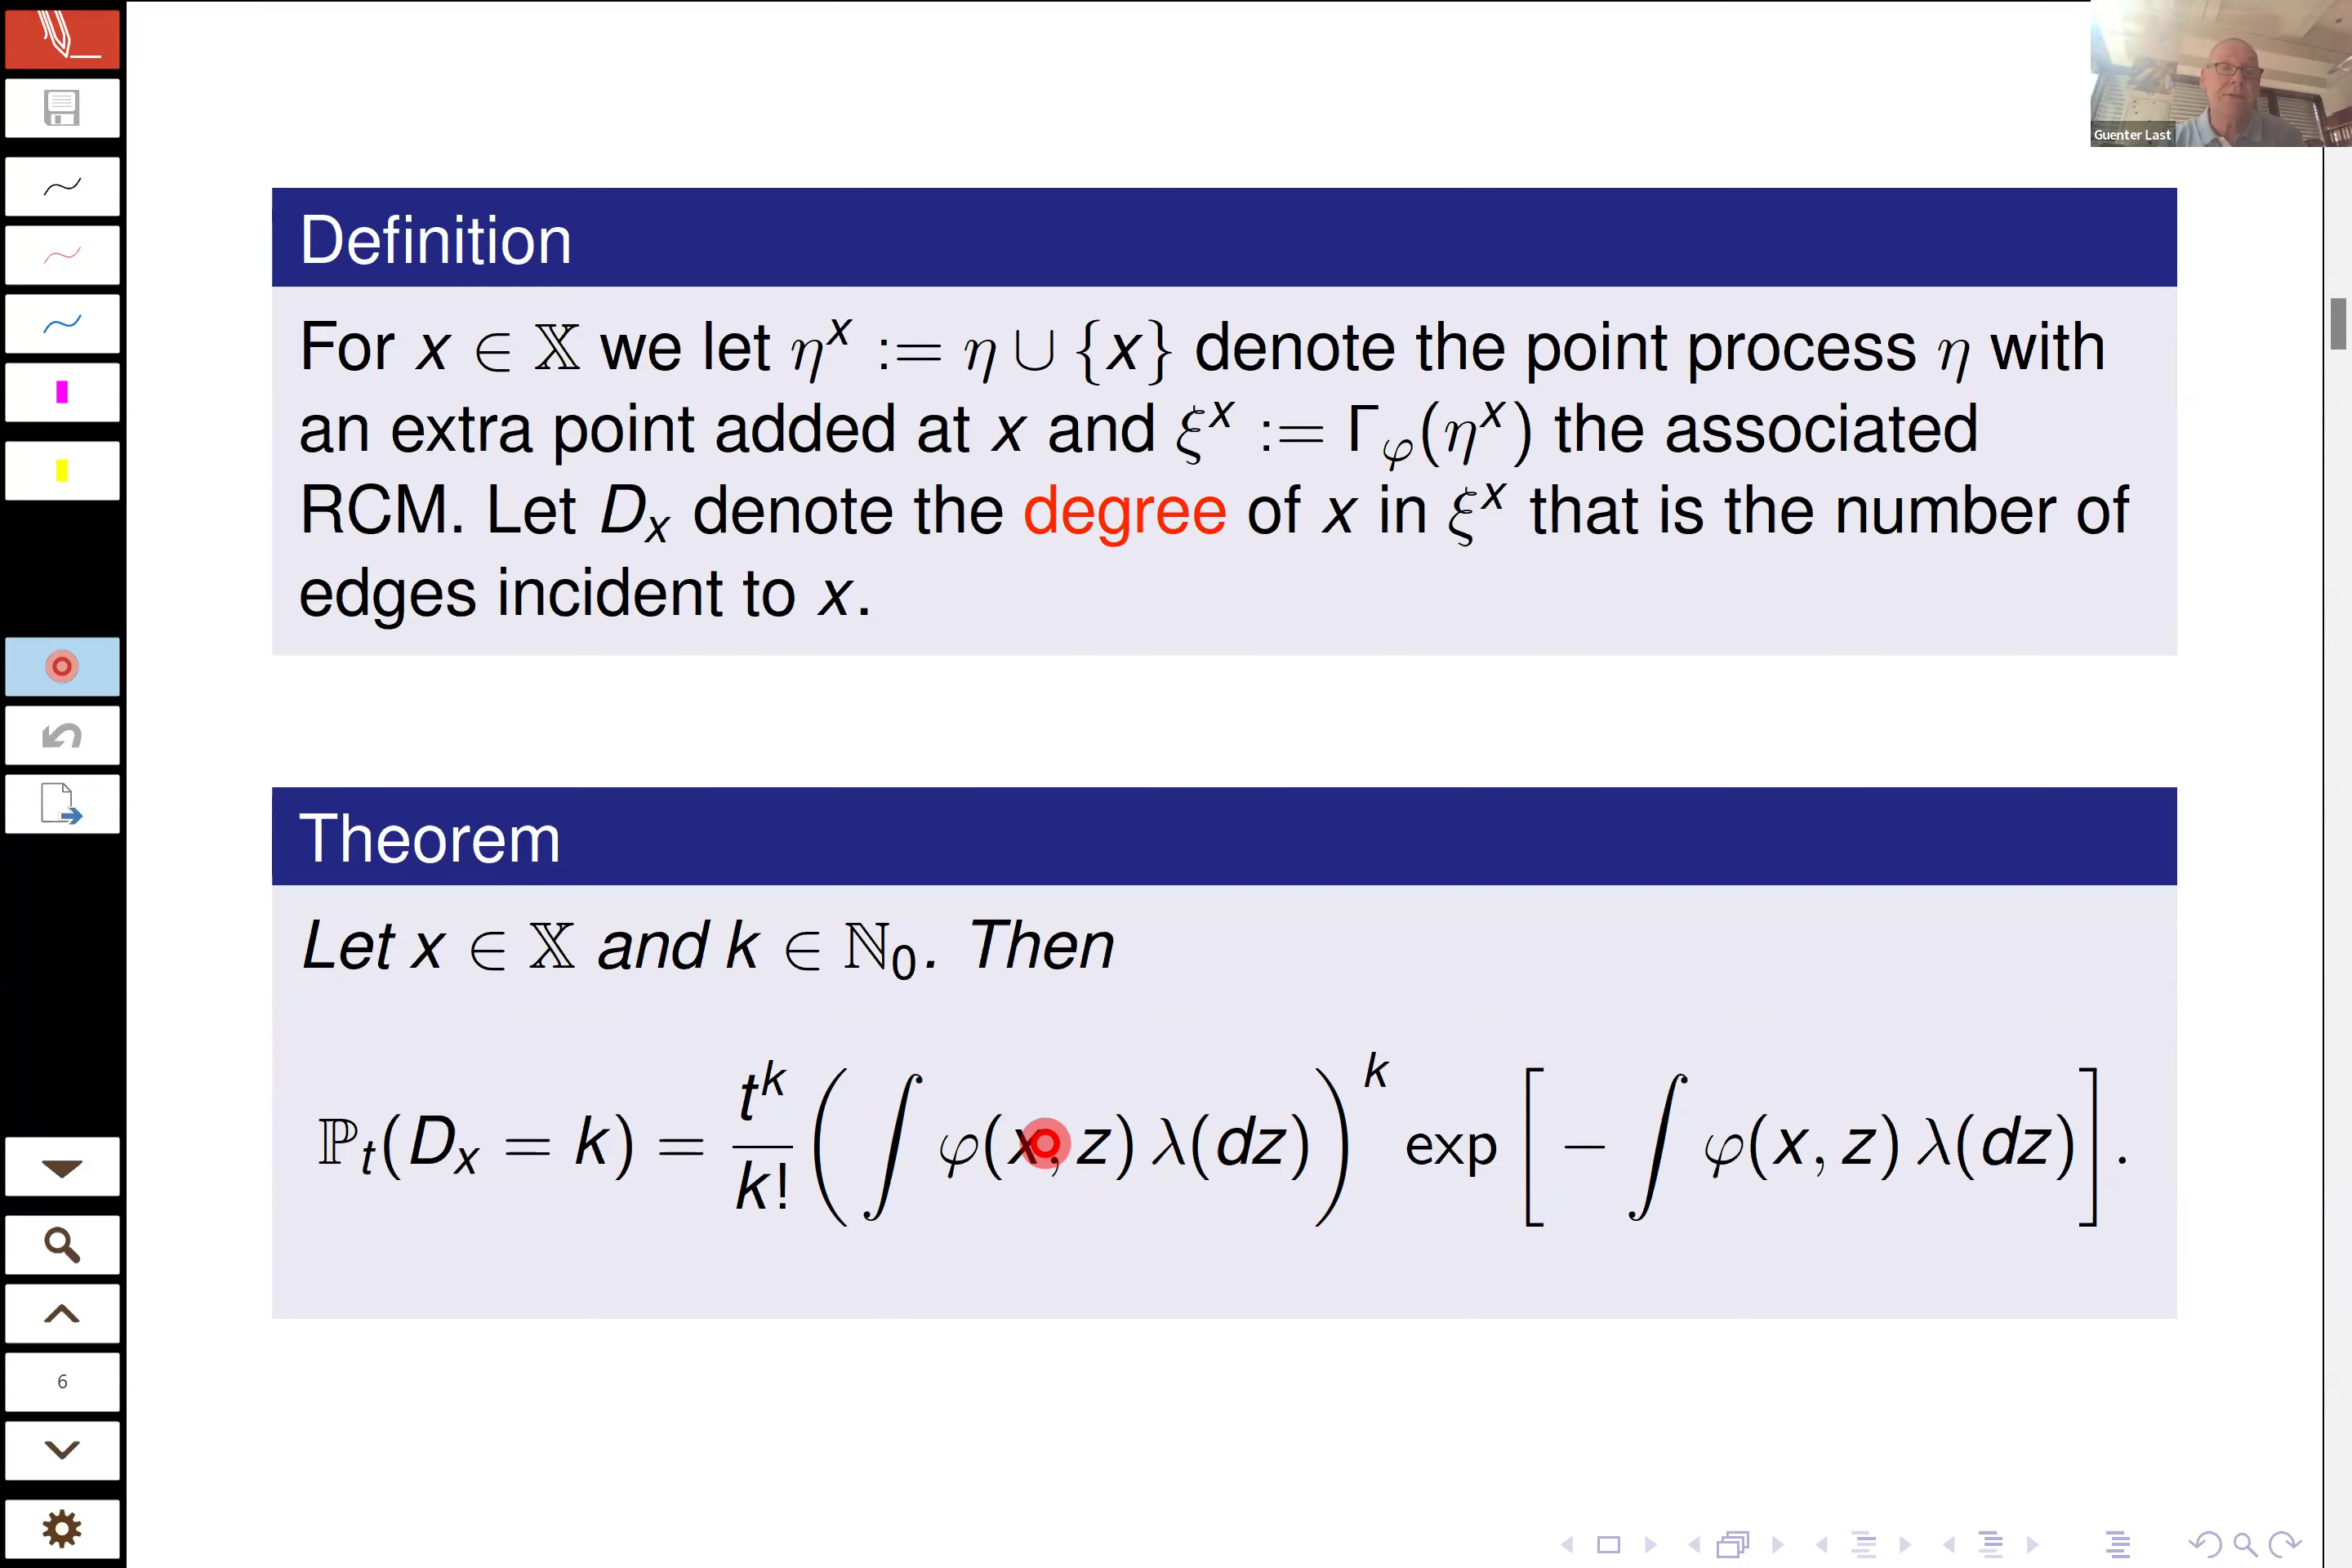 Guenter Last
Definition
For x ∈ 𝕏 we let η^x := η ∪ {x} denote the point process η with
an extra point added at x and ξ^x := Γ_φ(η^x) the associated
RCM. Let D_x denote the degree of x in ξ^x that is the number of
edges incident to x.
Theorem
Let x ∈ 𝕏 and k ∈ ℕ_0. Then
ℙ_t(D_x = k) = t^k/k! (∫ φ(x, z) λ(dz))^k exp[− ∫ φ(x, z) λ(dz)].
6